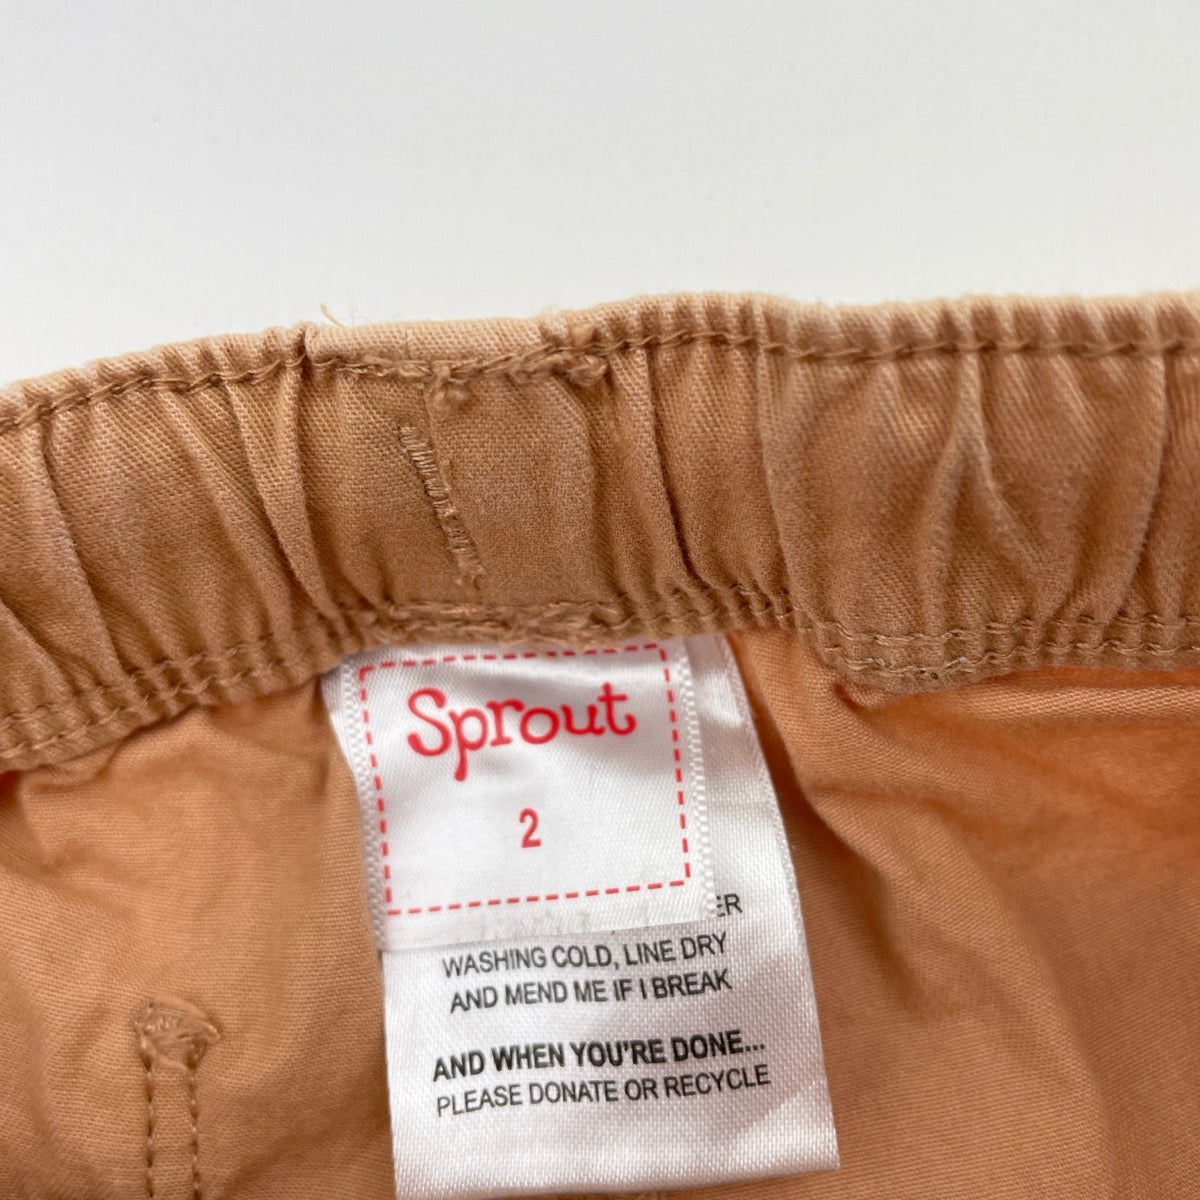 Sprout
2
WASHING COLD, LINE DRY
AND MEND ME IF I BREAK
AND WHEN YOU'RE DONE...
PLEASE DONATE OR RECYCLE